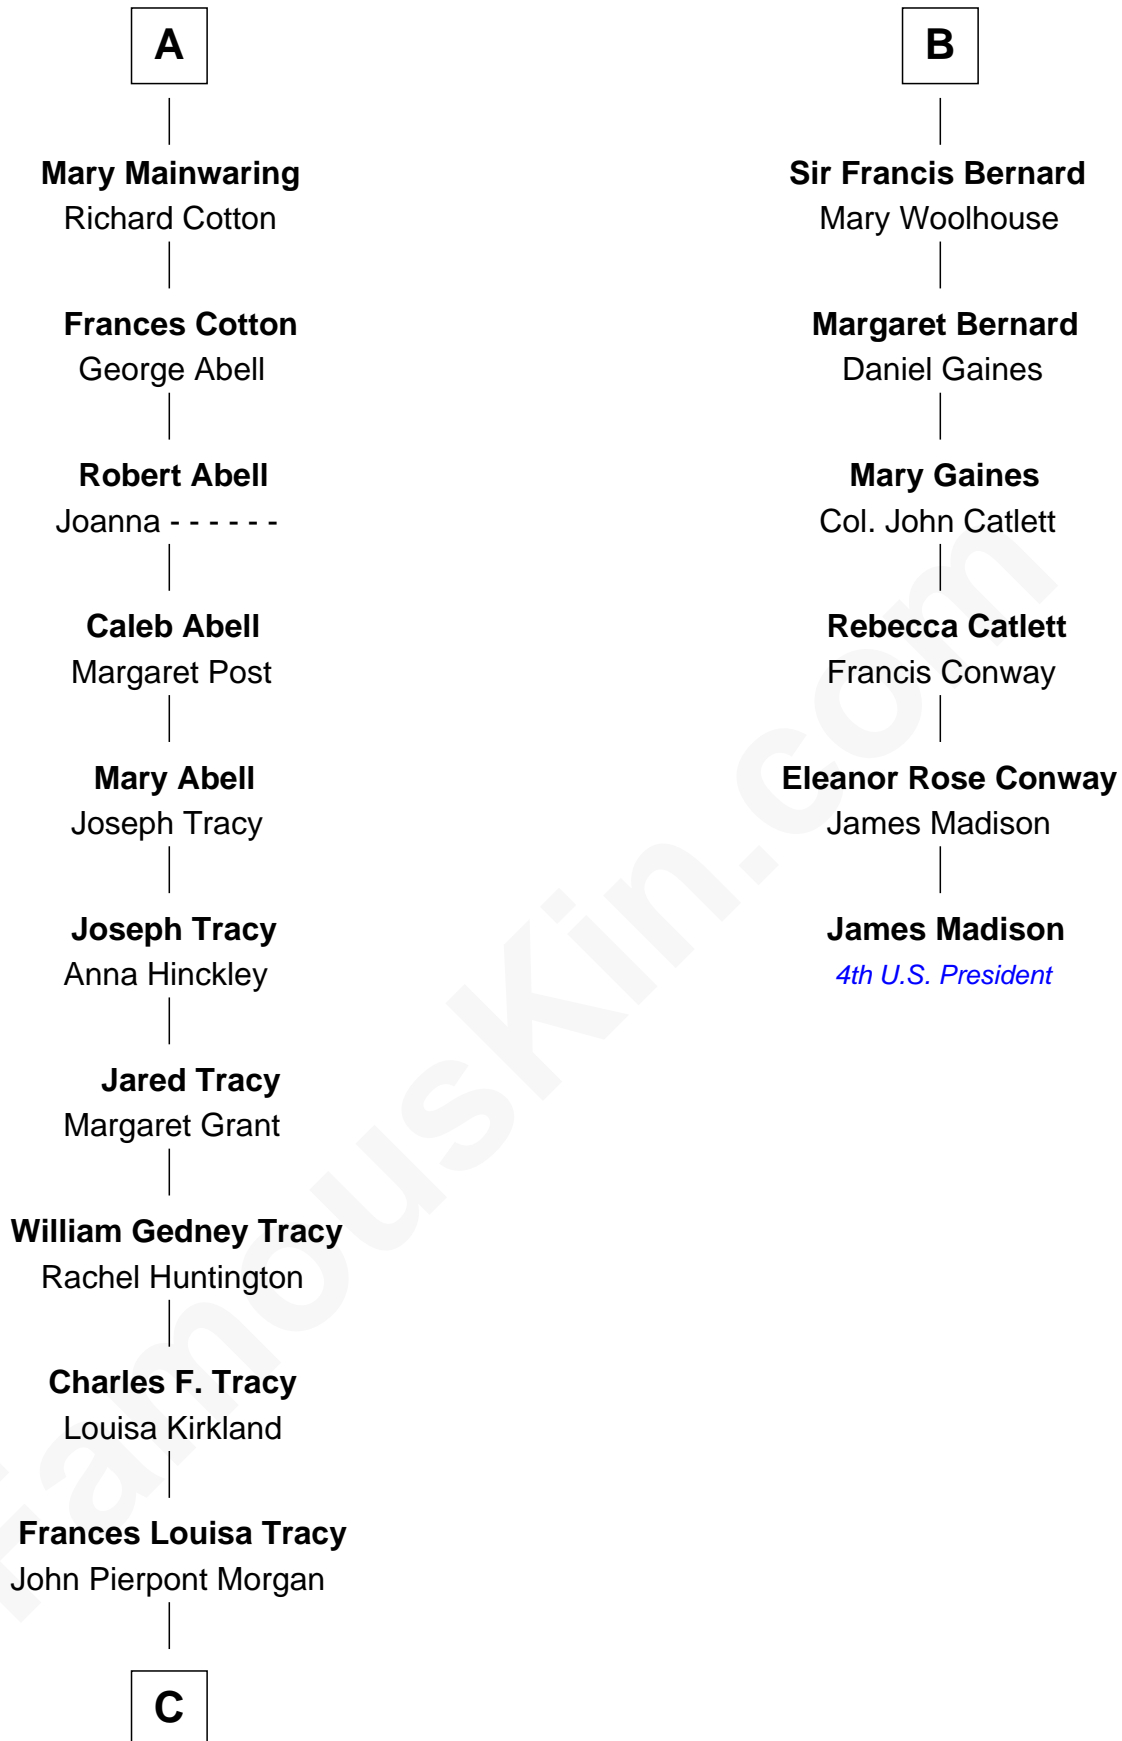 A
Mary Mainwaring
Richard Cotton
Frances Cotton
George Abell
Robert Abell
Joanna - - - - - -
Caleb Abell
Margaret Post
Mary Abell
Joseph Tracy
Joseph Tracy
Anna Hinckley
Jared Tracy
Margaret Grant
William Gedney Tracy
Rachel Huntington
Charles F. Tracy
Louisa Kirkland
Frances Louisa Tracy
John Pierpont Morgan
C
B
Sir Francis Bernard
Mary Woolhouse
Margaret Bernard
Daniel Gaines
Mary Gaines
Col. John Catlett
Rebecca Catlett
Francis Conway
Eleanor Rose Conway
James Madison
James Madison
4th U.S. President
FamousKin.com